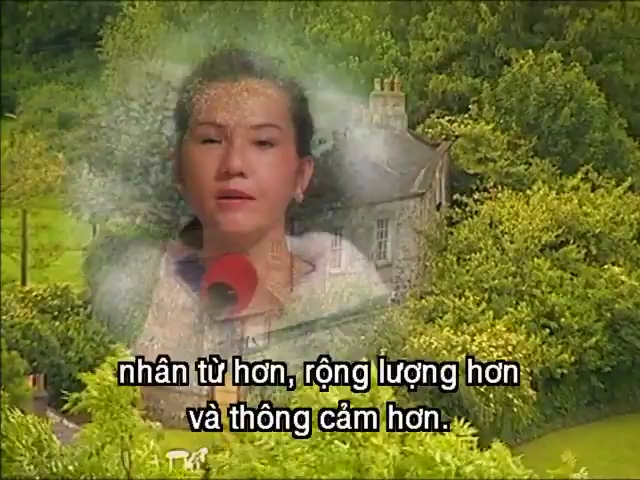 nhân từ hơn, rộng lượng hơn
và thông cảm hơn.